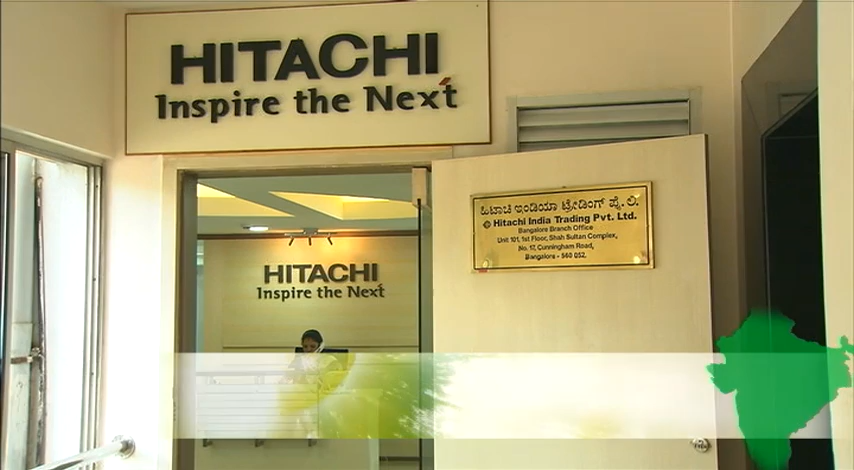 HITACHI
Inspire the Next
ಹಿಟಾಚಿ ಇಂಡಿಯಾ ಟ್ರೇಡಿಂಗ್ ಪ್ರೈ.ಲಿ.
Hitachi India Trading Pvt. Ltd.
Bangalore Branch Office
Unit 101, 1st Floor, Shah Sultan Complex,
No. 17, Cunningham Road,
Bangalore - 560 052.
HITACHI
Inspire the Next